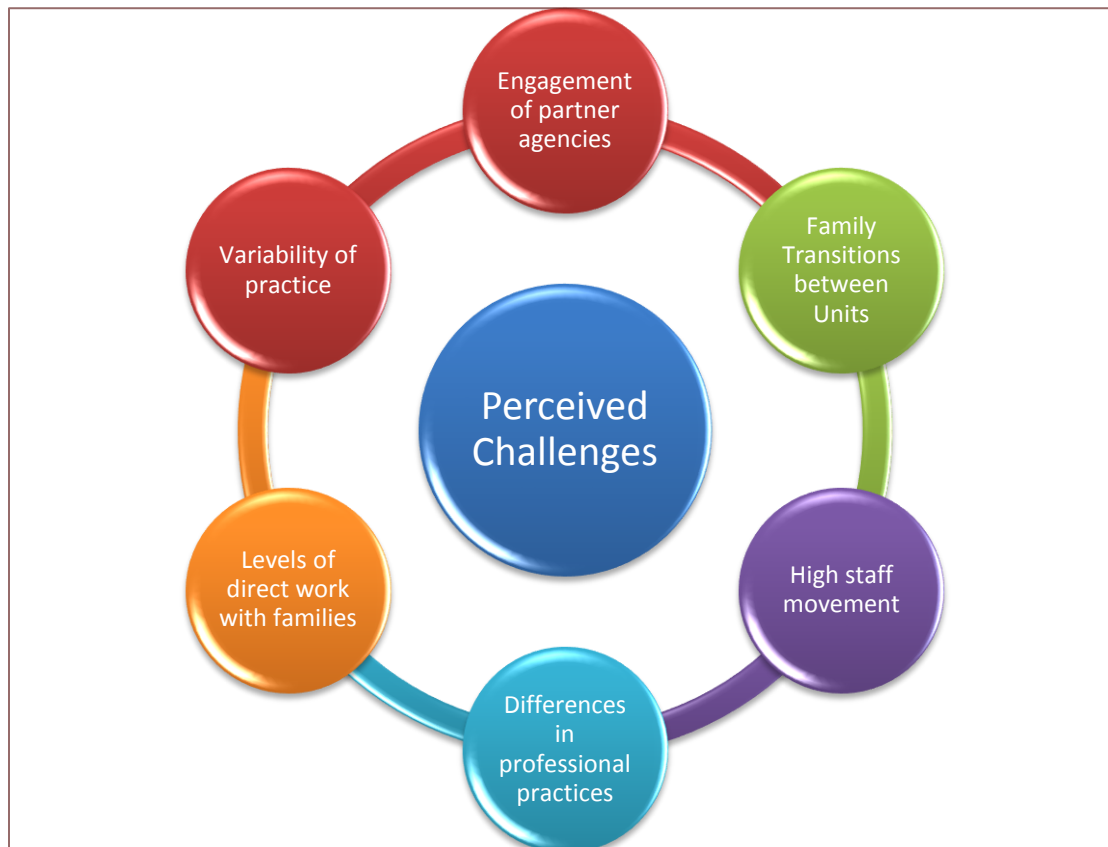 Engagement
of partner
agencies
Family
Transitions
between
Units
High staff
movement
Differences
in
professional
practices
Levels of
direct work
with families
Variability of
practice
Perceived
Challenges